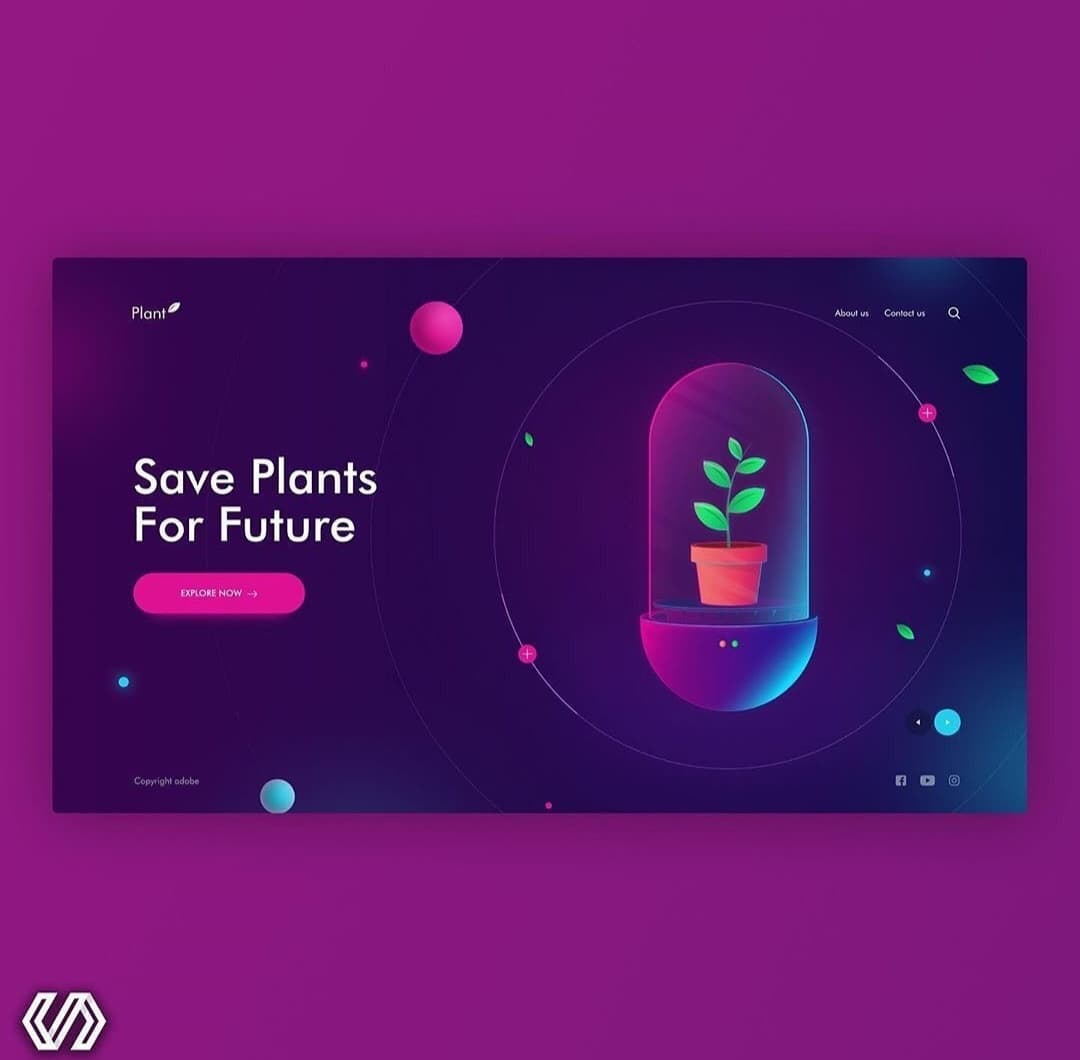 Plant
About us
Contact us
Save Plants
For Future
EXPLORE NOW →
Copyright adobe